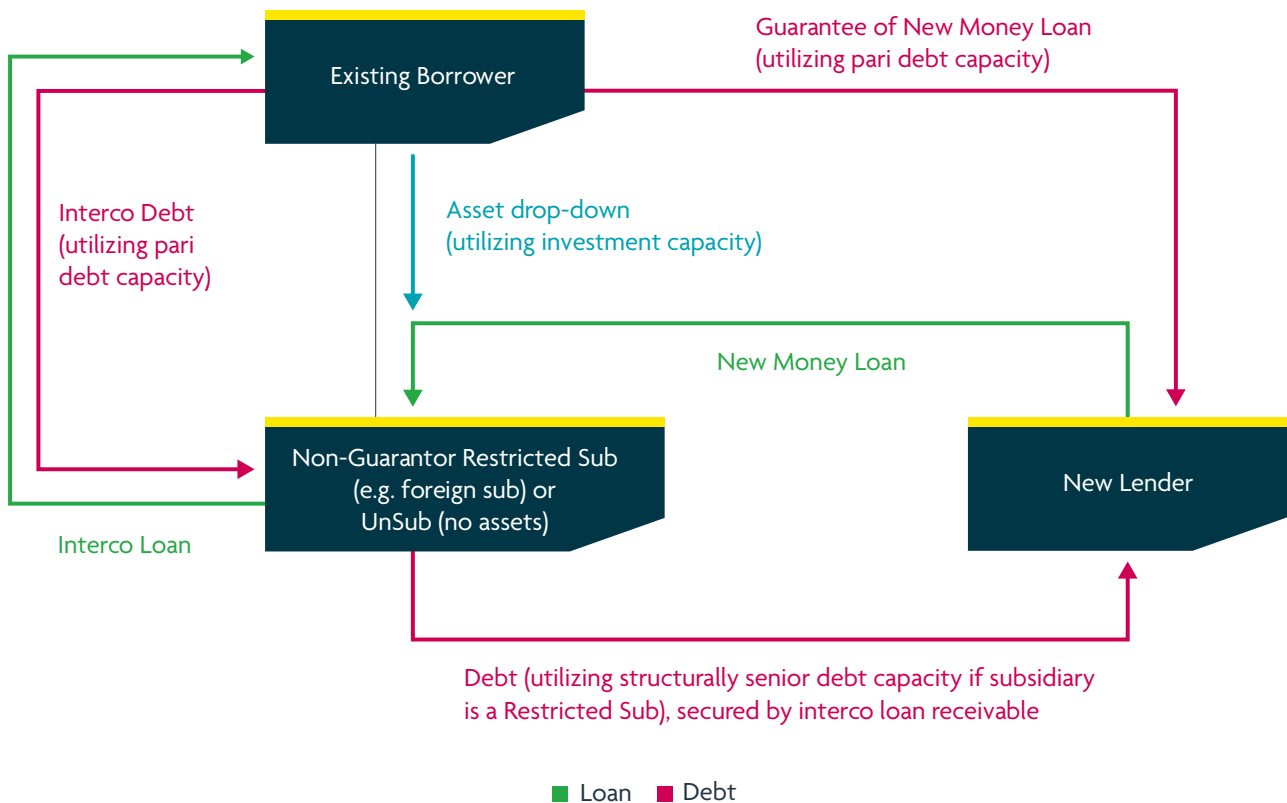 Guarantee of New Money Loan
(utilizing pari debt capacity)
Existing Borrower
Interco Debt
(utilizing pari
debt capacity)
Asset drop-down
(utilizing investment capacity)
New Money Loan
Non-Guarantor Restricted Sub
(e.g. foreign sub) or
UnSub (no assets)
New Lender
Interco Loan
Debt (utilizing structurally senior debt capacity if subsidiary
is a Restricted Sub), secured by interco loan receivable
Loan Debt